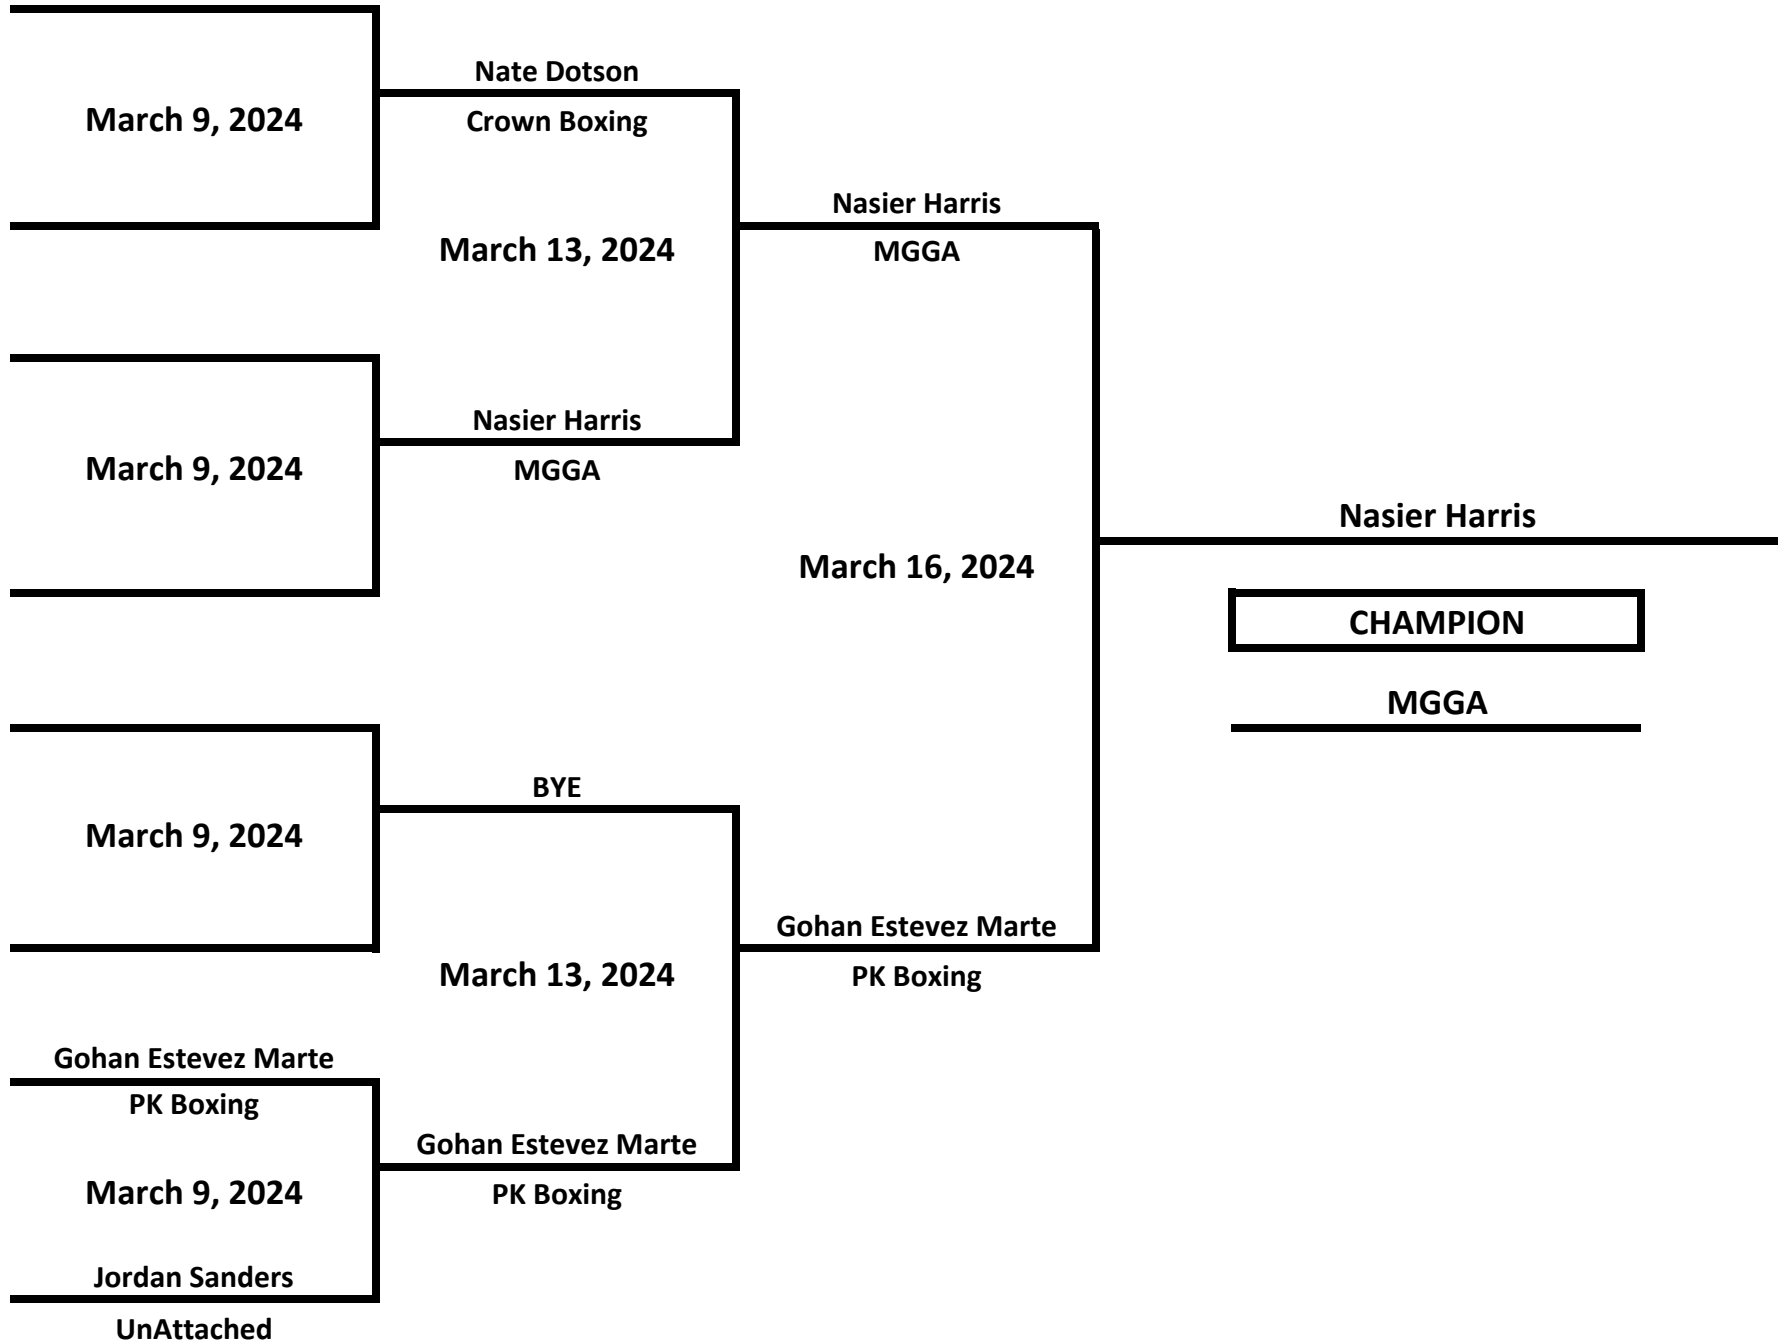 Nate Dotson
March 9, 2024
Crown Boxing
Nasier Harris
March 13, 2024
MGGA
Nasier Harris
March 9, 2024
MGGA
Nasier Harris
March 16, 2024
CHAMPION
MGGA
BYE
March 9, 2024
Gohan Estevez Marte
March 13, 2024
PK Boxing
Gohan Estevez Marte
PK Boxing
Gohan Estevez Marte
March 9, 2024
PK Boxing
Jordan Sanders
UnAttached